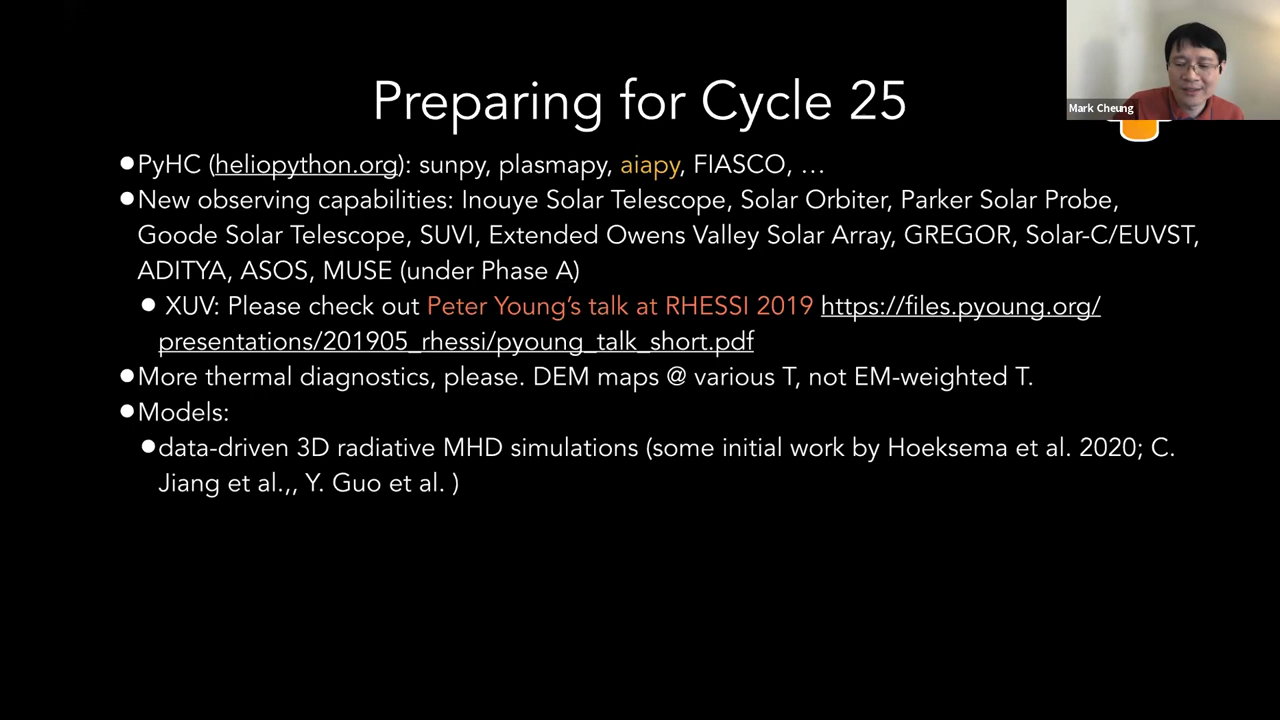 Preparing for Cycle 25
Mark Cheung
●PyHC (heliopython.org): sunpy, plasmapy, aiapy, FIASCO, …
●New observing capabilities: Inouye Solar Telescope, Solar Orbiter, Parker Solar Probe,
Goode Solar Telescope, SUVI, Extended Owens Valley Solar Array, GREGOR, Solar-C/EUVST,
ADITYA, ASOS, MUSE (under Phase A)
● XUV: Please check out Peter Young’s talk at RHESSI 2019 https://files.pyoung.org/
presentations/201905_rhessi/pyoung_talk_short.pdf
●More thermal diagnostics, please. DEM maps @ various T, not EM-weighted T.
●Models:
●data-driven 3D radiative MHD simulations (some initial work by Hoeksema et al. 2020; C.
Jiang et al.,, Y. Guo et al. )